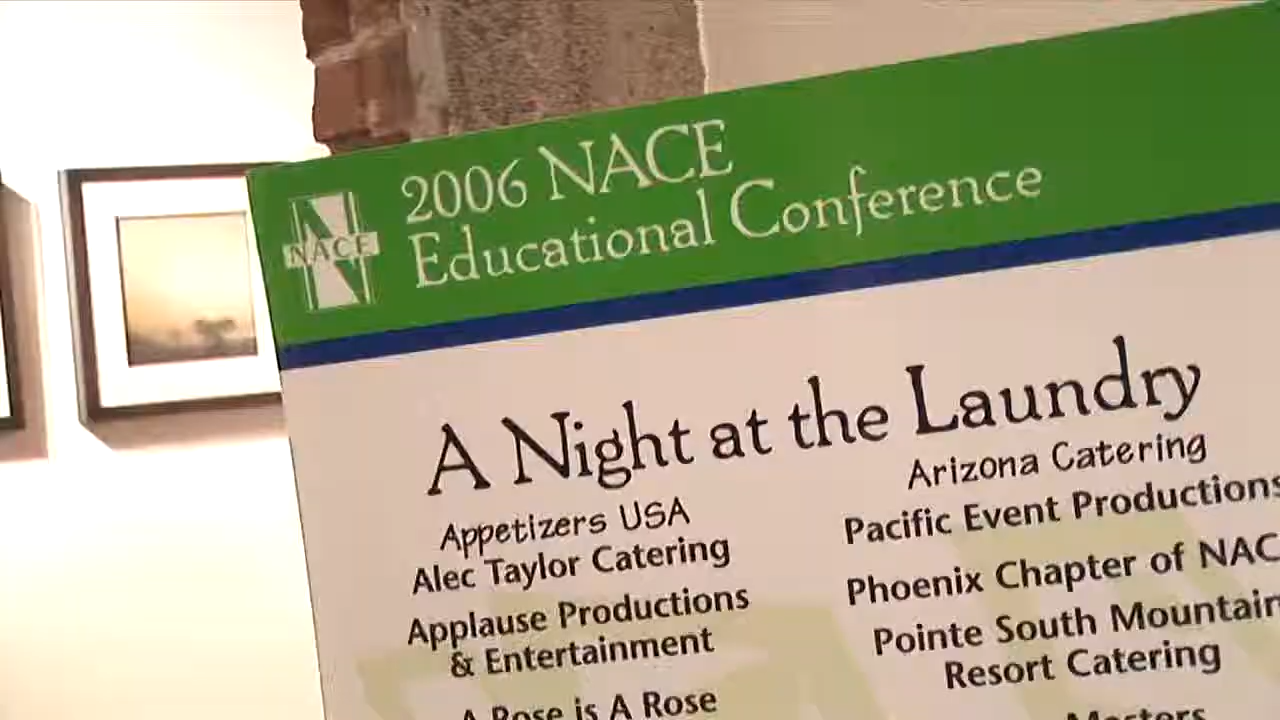 NACE
2006 NACE
Educational Conference
A Night at the Laundry
Appetizers USA
Alec Taylor Catering
Applause Productions
& Entertainment
A Rose is A Rose
Arizona Catering
Pacific Event Productions
Phoenix Chapter of NAC
Pointe South Mountain
Resort Catering
Masters